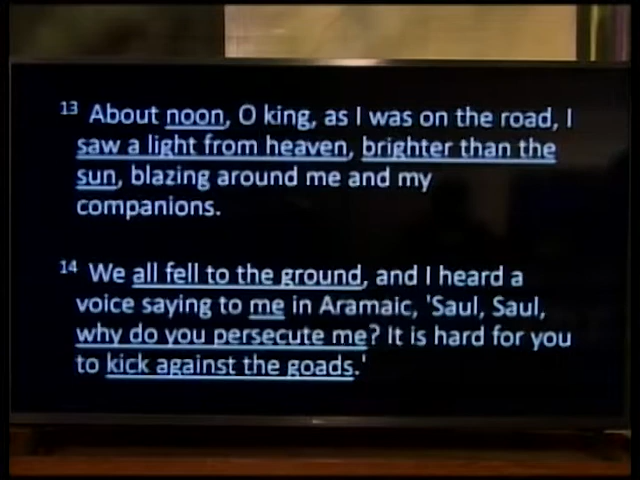 13 About noon, O king, as I was on the road, I
saw a light from heaven, brighter than the
sun, blazing around me and my
companions.
14 We all fell to the ground, and I heard a
voice saying to me in Aramaic, 'Saul, Saul,
why do you persecute me? It is hard for you
to kick against the goads.'